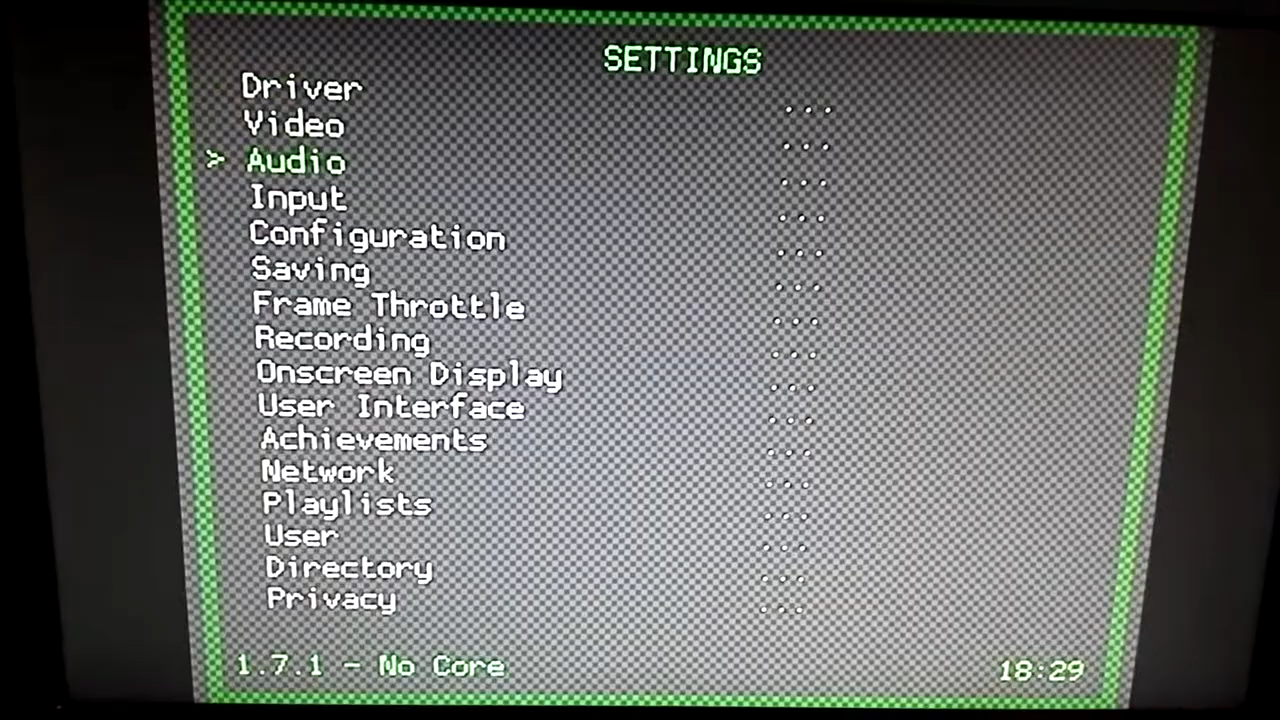 SETTINGS
Driver ...
Video ...
> Audio ...
Input ...
Configuration ...
Saving ...
Frame Throttle ...
Recording ...
Onscreen Display ...
User Interface ...
Achievements ...
Network ...
Playlists ...
User ...
Directory ...
Privacy ...
1.7.1 - No Core 18:29